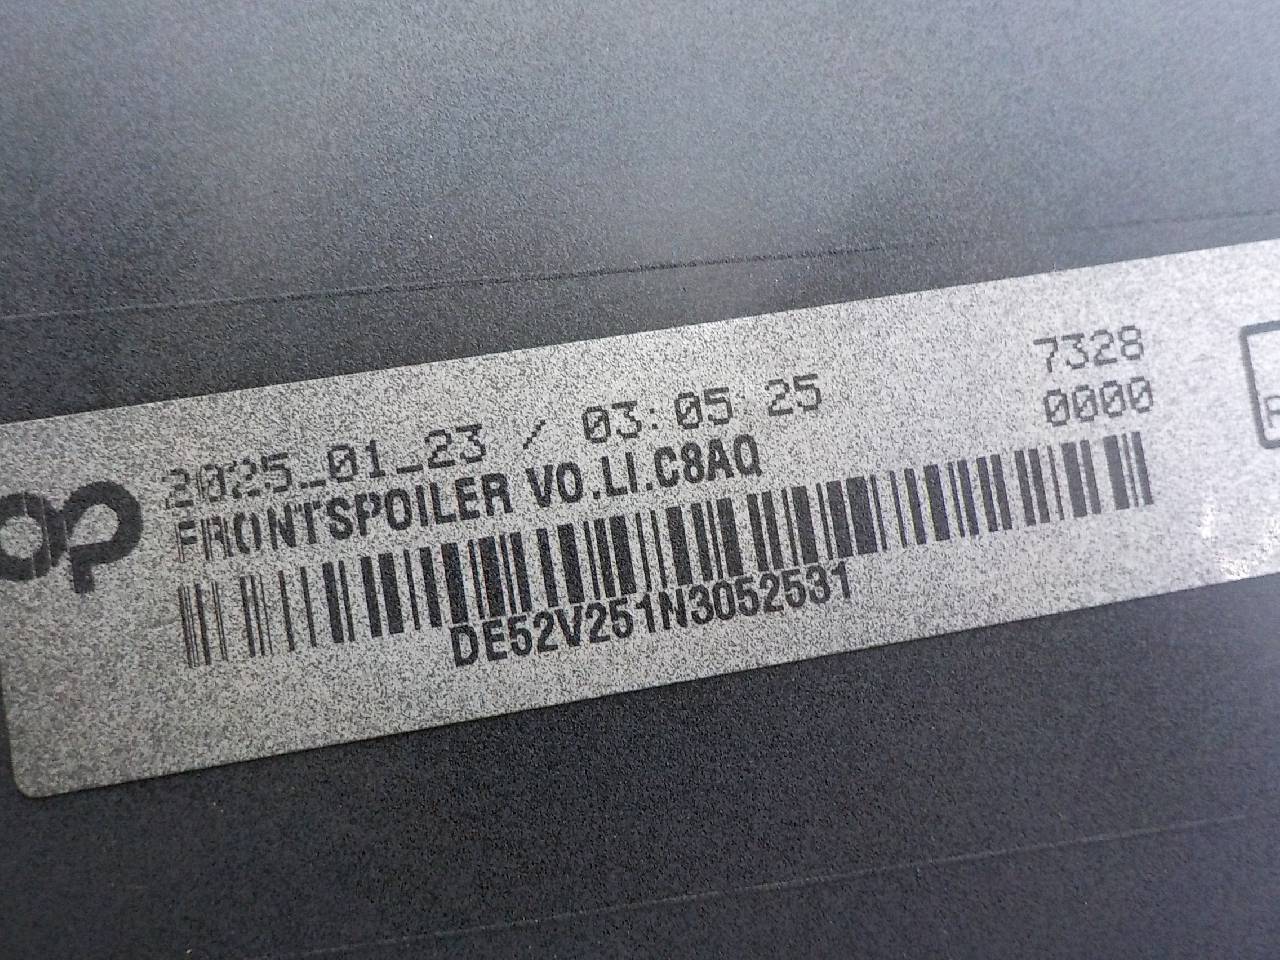 2025_01_23 / 03:05:25
7328
0000
FRONTSPOILER VO.LI.C8AQ
DE52V251N3052531